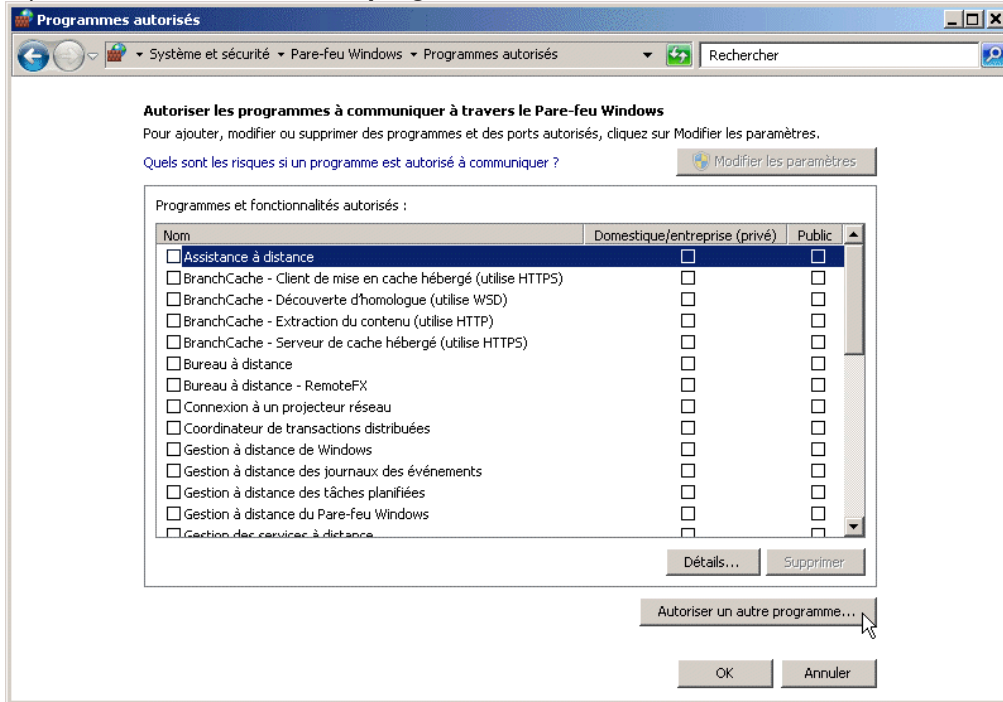 Programmes autorisés
Système et sécurité Pare-feu Windows Programmes autorisés Rechercher
Autoriser les programmes à communiquer à travers le Pare-feu Windows
Pour ajouter, modifier ou supprimer des programmes et des ports autorisés, cliquez sur Modifier les paramètres.
Quels sont les risques si un programme est autorisé à communiquer ? Modifier les paramètres
Programmes et fonctionnalités autorisés :
Nom Domestique/entreprise (privé) Public
Assistance à distance
BranchCache - Client de mise en cache hébergé (utilise HTTPS)
BranchCache - Découverte d'homologue (utilise WSD)
BranchCache - Extraction du contenu (utilise HTTP)
BranchCache - Serveur de cache hébergé (utilise HTTPS)
Bureau à distance
Bureau à distance - RemoteFX
Connexion à un projecteur réseau
Coordinateur de transactions distribuées
Gestion à distance de Windows
Gestion à distance des journaux des événements
Gestion à distance des tâches planifiées
Gestion à distance du Pare-feu Windows
Gestion des services à distance
Détails... Supprimer
Autoriser un autre programme...
OK Annuler